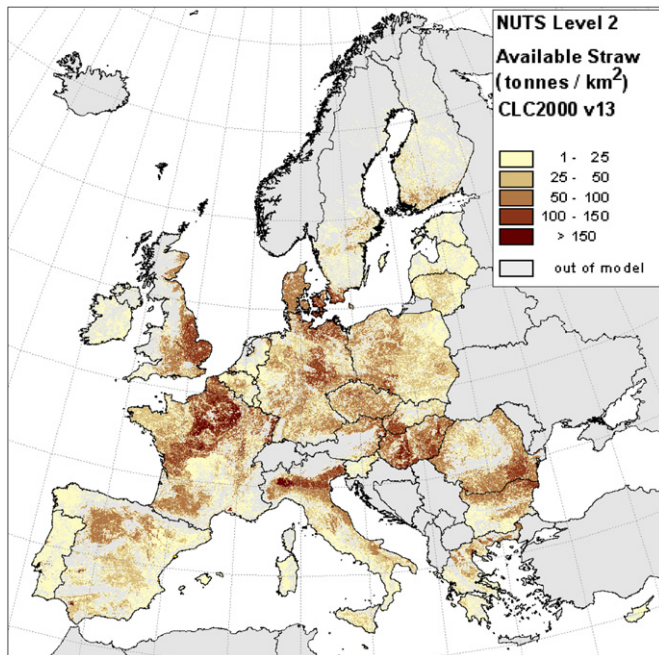 NUTS Level 2
Available Straw
(tonnes / km²)
CLC2000 v13
1 - 25
25 - 50
50 - 100
100 - 150
> 150
out of model